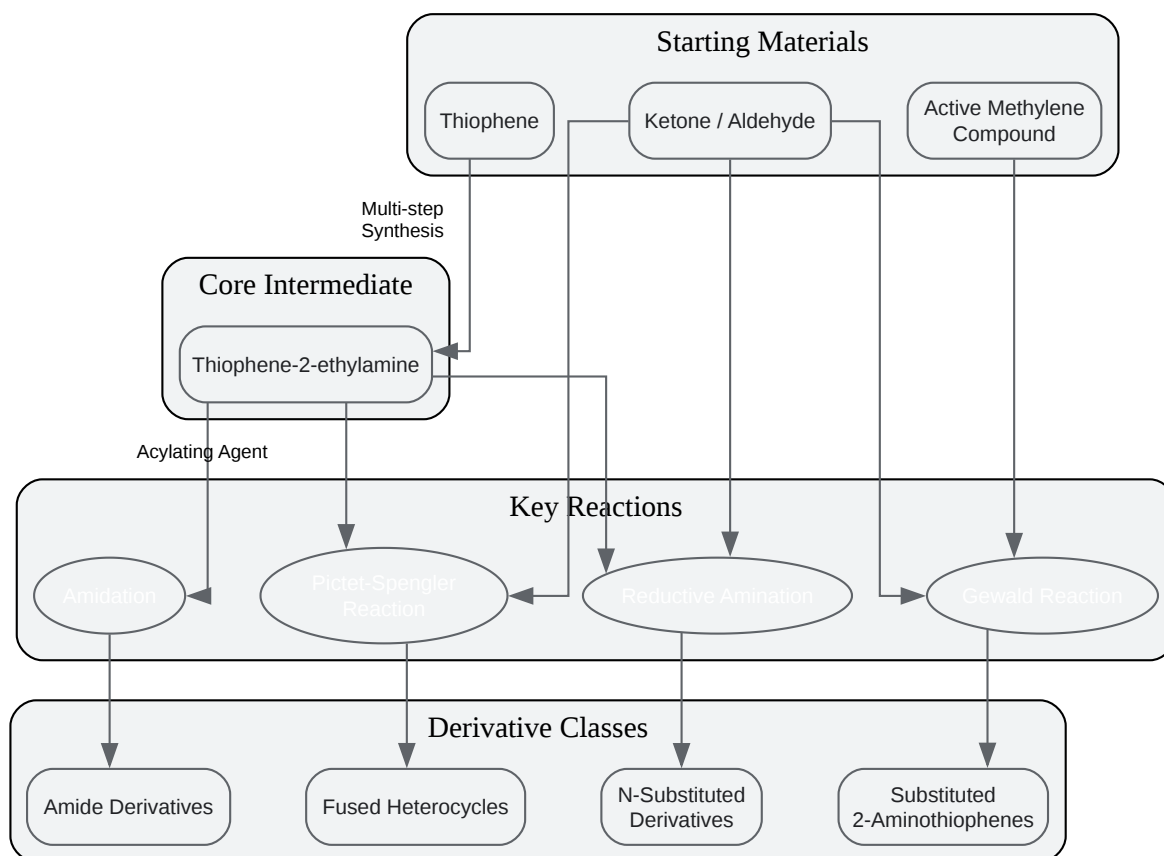 Starting Materials
Thiophene
Ketone / Aldehyde
Active Methylene
Compound
Multi-step
Synthesis
Core Intermediate
Thiophene-2-ethylamine
Acylating Agent
Key Reactions
Amidation
Pictet-Spengler
Reaction
Reductive Amination
Gewald Reaction
Derivative Classes
Amide Derivatives
Fused Heterocycles
N-Substituted
Derivatives
Substituted
2-Aminothiophenes